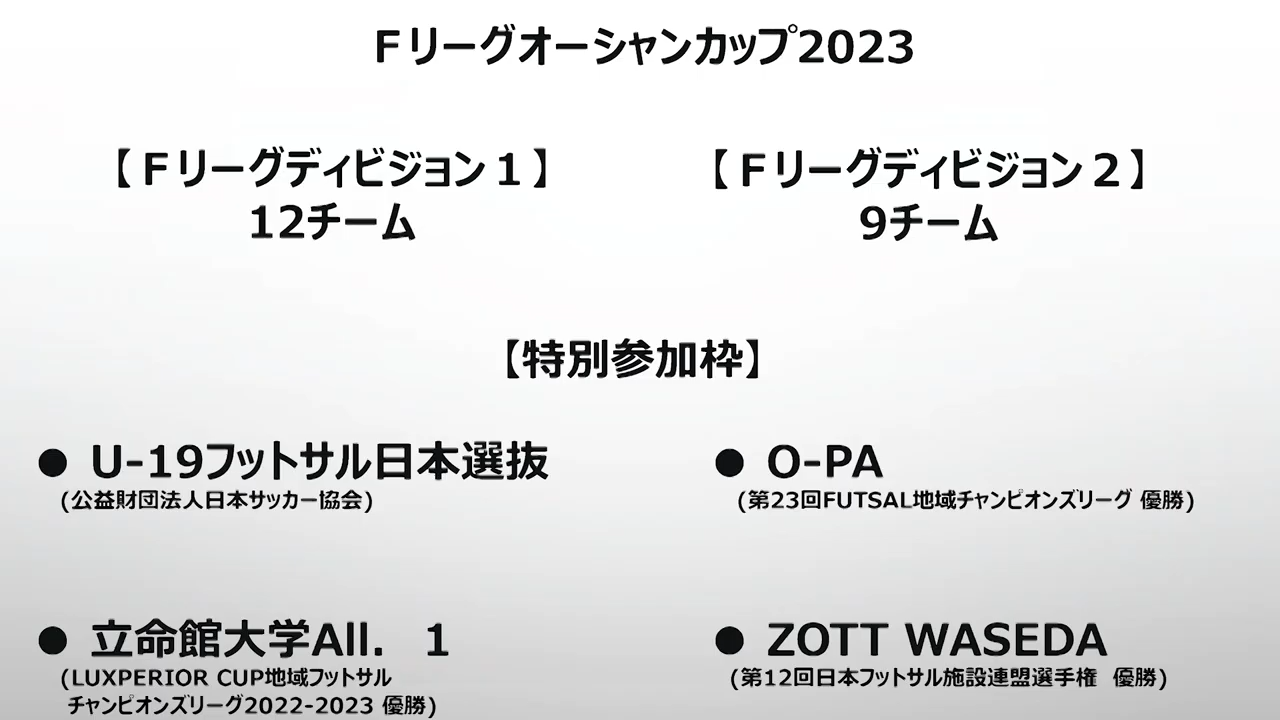 Ｆリーグオーシャンカップ2023
【Ｆリーグディビジョン１】
12チーム
【Ｆリーグディビジョン２】
9チーム
【特別参加枠】
● U-19フットサル日本選抜
(公益財団法人日本サッカー協会)
● O-PA
(第23回FUTSAL地域チャンピオンズリーグ 優勝)
● 立命館大学All． 1
(LUXPERIOR CUP地域フットサル
チャンピオンズリーグ2022-2023 優勝)
● ZOTT WASEDA
(第12回日本フットサル施設連盟選手権 優勝)